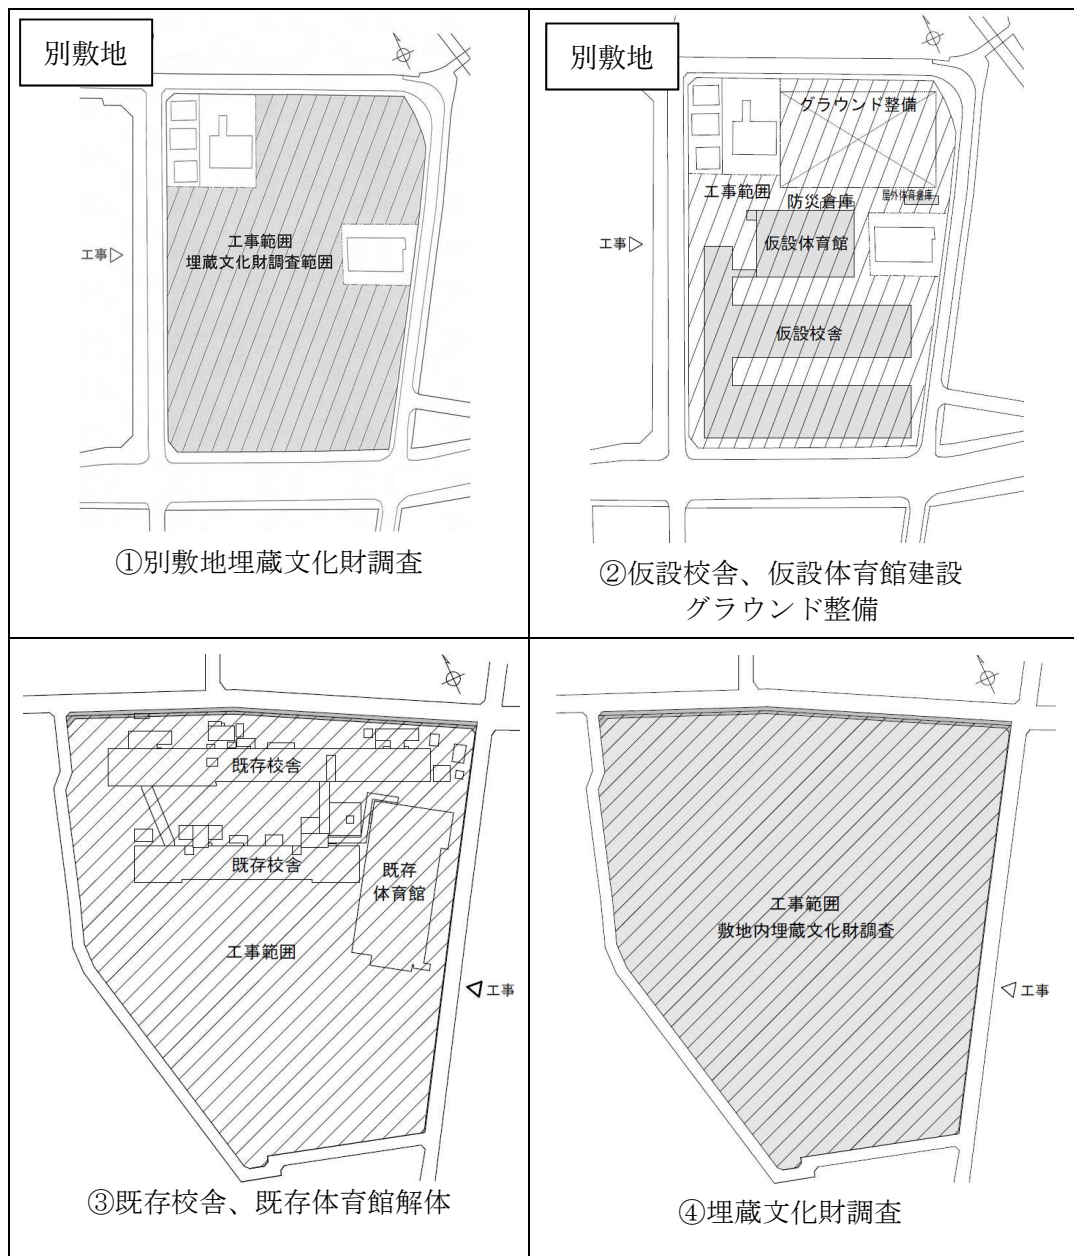 別敷地
工事
工事範囲
埋蔵文化財調査範囲
①別敷地埋蔵文化財調査
別敷地
グラウンド整備
工事範囲
防災倉庫
屋外体育倉庫
工事
仮設体育館
仮設校舎
②仮設校舎、仮設体育館建設
グラウンド整備
既存校舎
既存校舎
既存
体育館
工事範囲
工事
③既存校舎、既存体育館解体
工事範囲
敷地内埋蔵文化財調査
工事
④埋蔵文化財調査